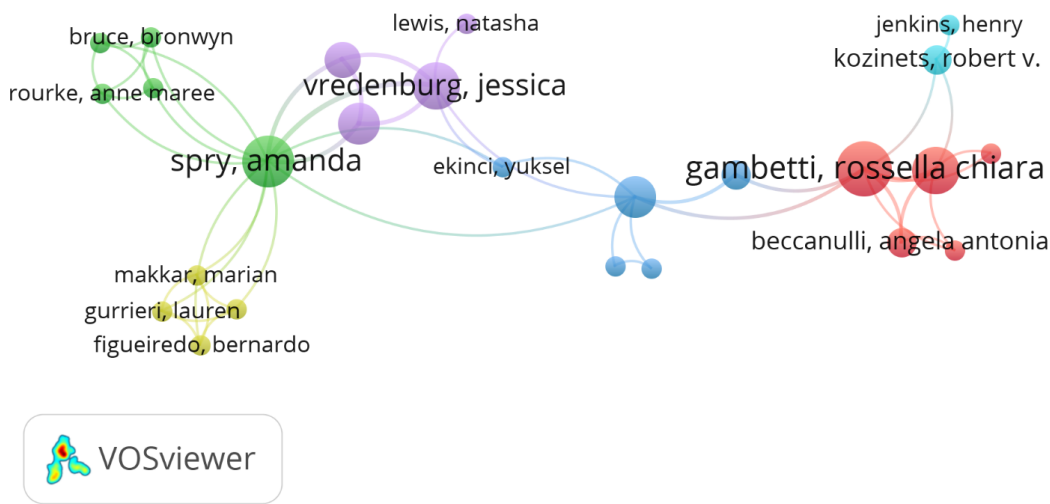 lewis, natasha
jenkins, henry
bruce, bronwyn
kozinets, robert v.
vredenburg, jessica
rourke, anne maree
spry, amanda
ekinci, yuksel
gambetti, rossella chiara
beccanulli, angela antonia
makkar, marian
gurrieri, lauren
figueiredo, bernardo
VOSviewer